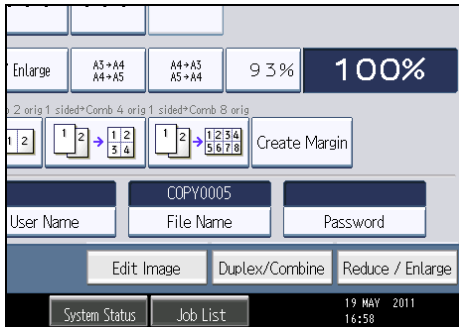 / Enlarge
A3→A4
A4→A5
A4→A3
A5→A4
93%
100%
2 orig 1 sided→Comb 4 orig 1 sided→Comb 8 orig
1 2
1 2 → 1 2 3 4
1 2 → 1 2 3 4 5 6 7 8
Create Margin
COPY0005
User Name
File Name
Password
Edit Image
Duplex/Combine
Reduce / Enlarge
System Status
Job List
19 MAY 2011
16:58